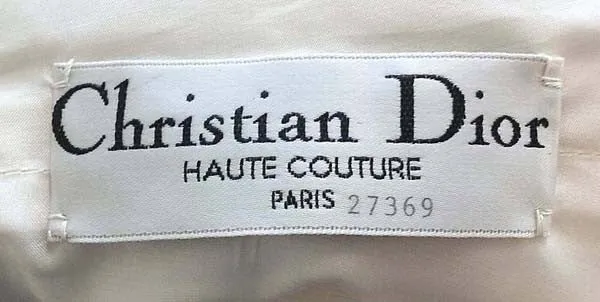 Christian Dior
HAUTE COUTURE
PARIS 27369